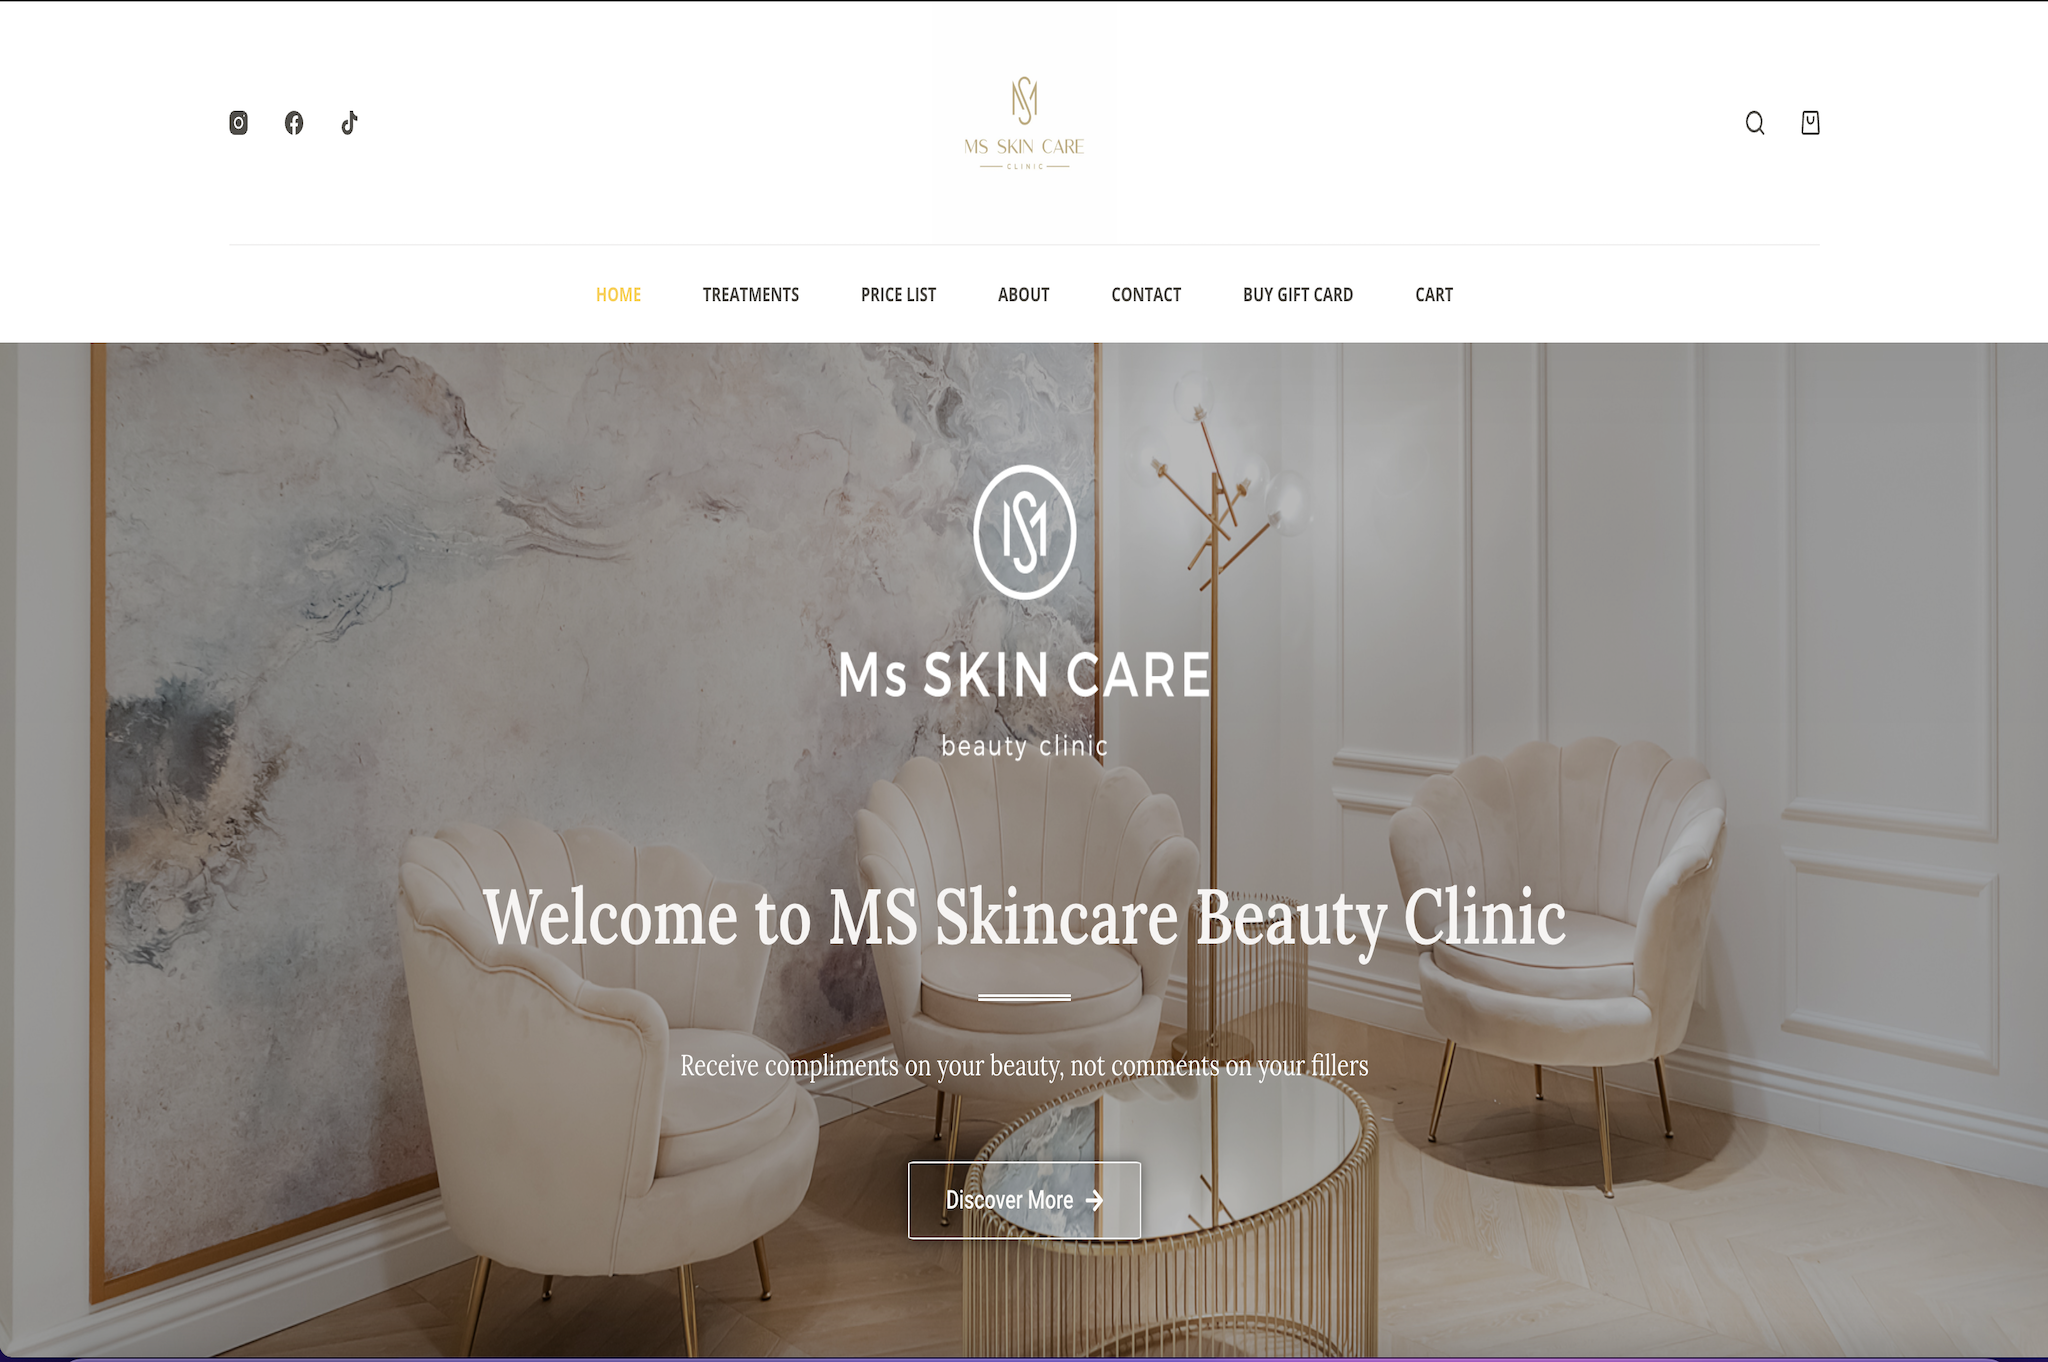 MS SKIN CARE
CLINIC
HOME TREATMENTS PRICE LIST ABOUT CONTACT BUY GIFT CARD CART
MS
Ms SKIN CARE
beauty clinic
Welcome to MS Skincare Beauty Clinic
Receive compliments on your beauty, not comments on your fillers
Discover More →